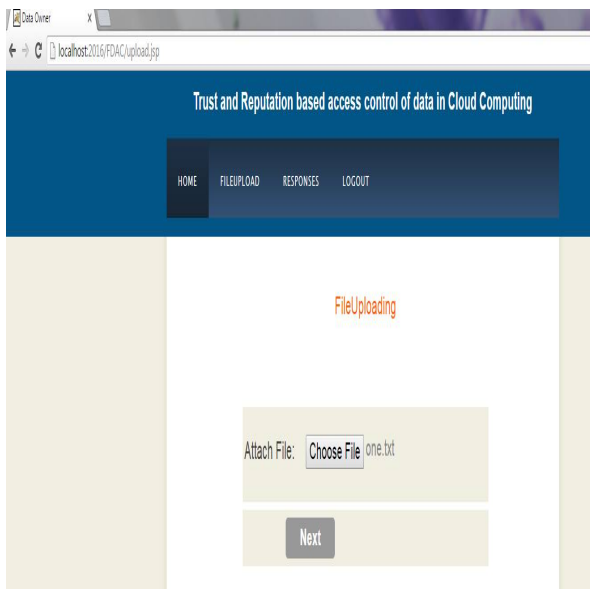 Data Owner x
localhost:2016/FDAC/upload.jsp
Trust and Reputation based access control of data in Cloud Computing
HOME FILEUPLOAD RESPONSES LOGOUT
FileUploading
Attach File: Choose File one.txt
Next